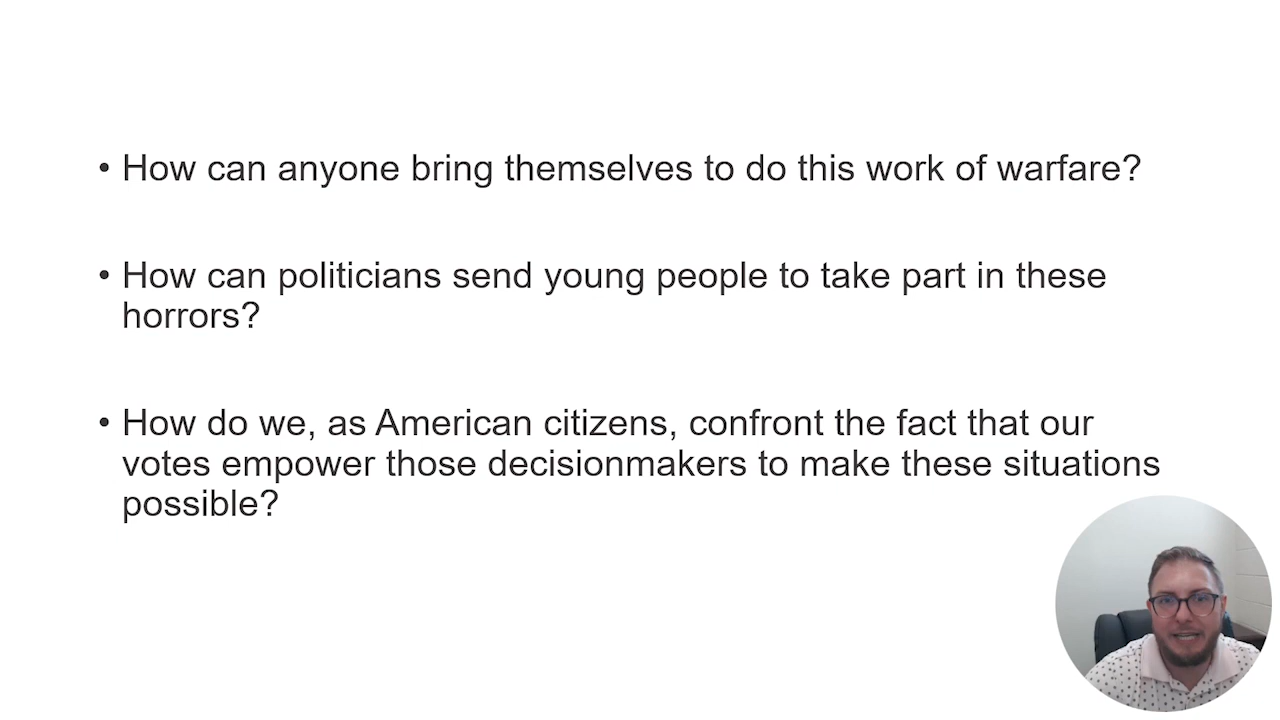 • How can anyone bring themselves to do this work of warfare?
• How can politicians send young people to take part in these
horrors?
• How do we, as American citizens, confront the fact that our
votes empower those decisionmakers to make these situations
possible?